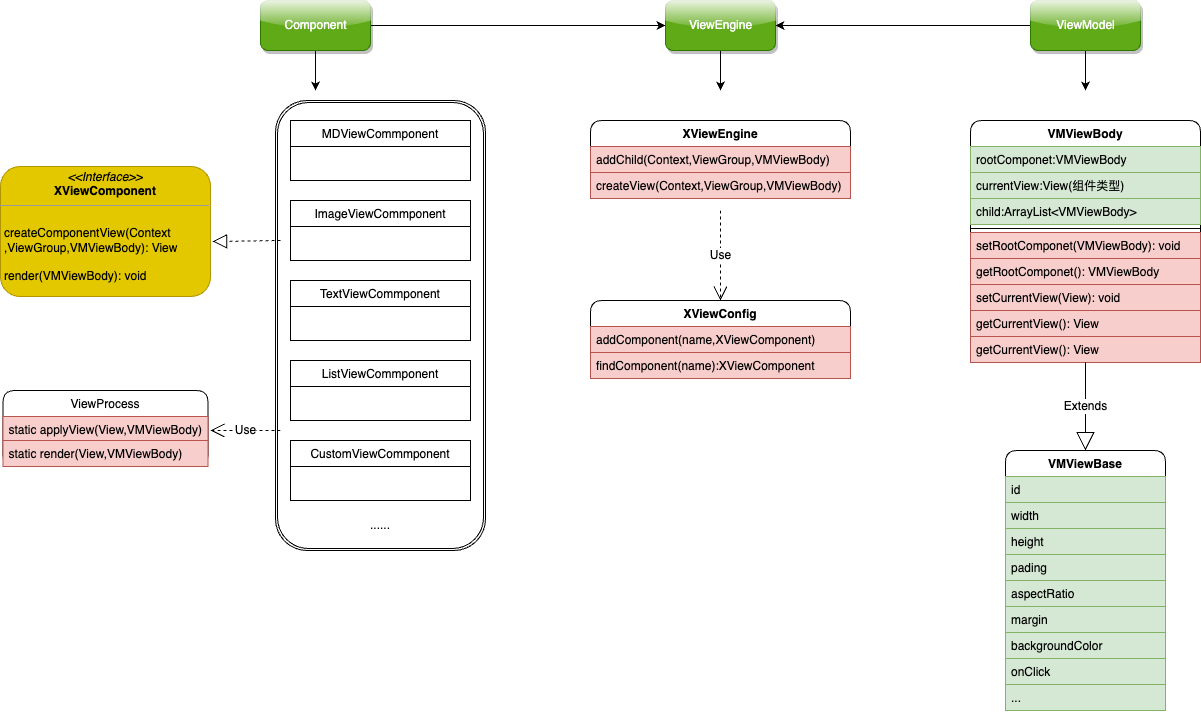 Component
ViewEngine
ViewModel
MDViewCommponent
ImageViewCommponent
TextViewCommponent
ListViewCommponent
CustomViewCommponent
......
<<Interface>>
XViewComponent
createComponentView(Context
,ViewGroup,VMViewBody): View
render(VMViewBody): void
ViewProcess
static applyView(View,VMViewBody)
static render(View,VMViewBody)
Use
XViewEngine
addChild(Context,ViewGroup,VMViewBody)
createView(Context,ViewGroup,VMViewBody)
Use
XViewConfig
addComponent(name,XViewComponent)
findComponent(name):XViewComponent
VMViewBody
rootComponet:VMViewBody
currentView:View(组件类型)
child:ArrayList<VMViewBody>
setRootComponet(VMViewBody): void
getRootComponet(): VMViewBody
setCurrentView(View): void
getCurrentView(): View
getCurrentView(): View
Extends
VMViewBase
id
width
height
pading
aspectRatio
margin
backgroundColor
onClick
...